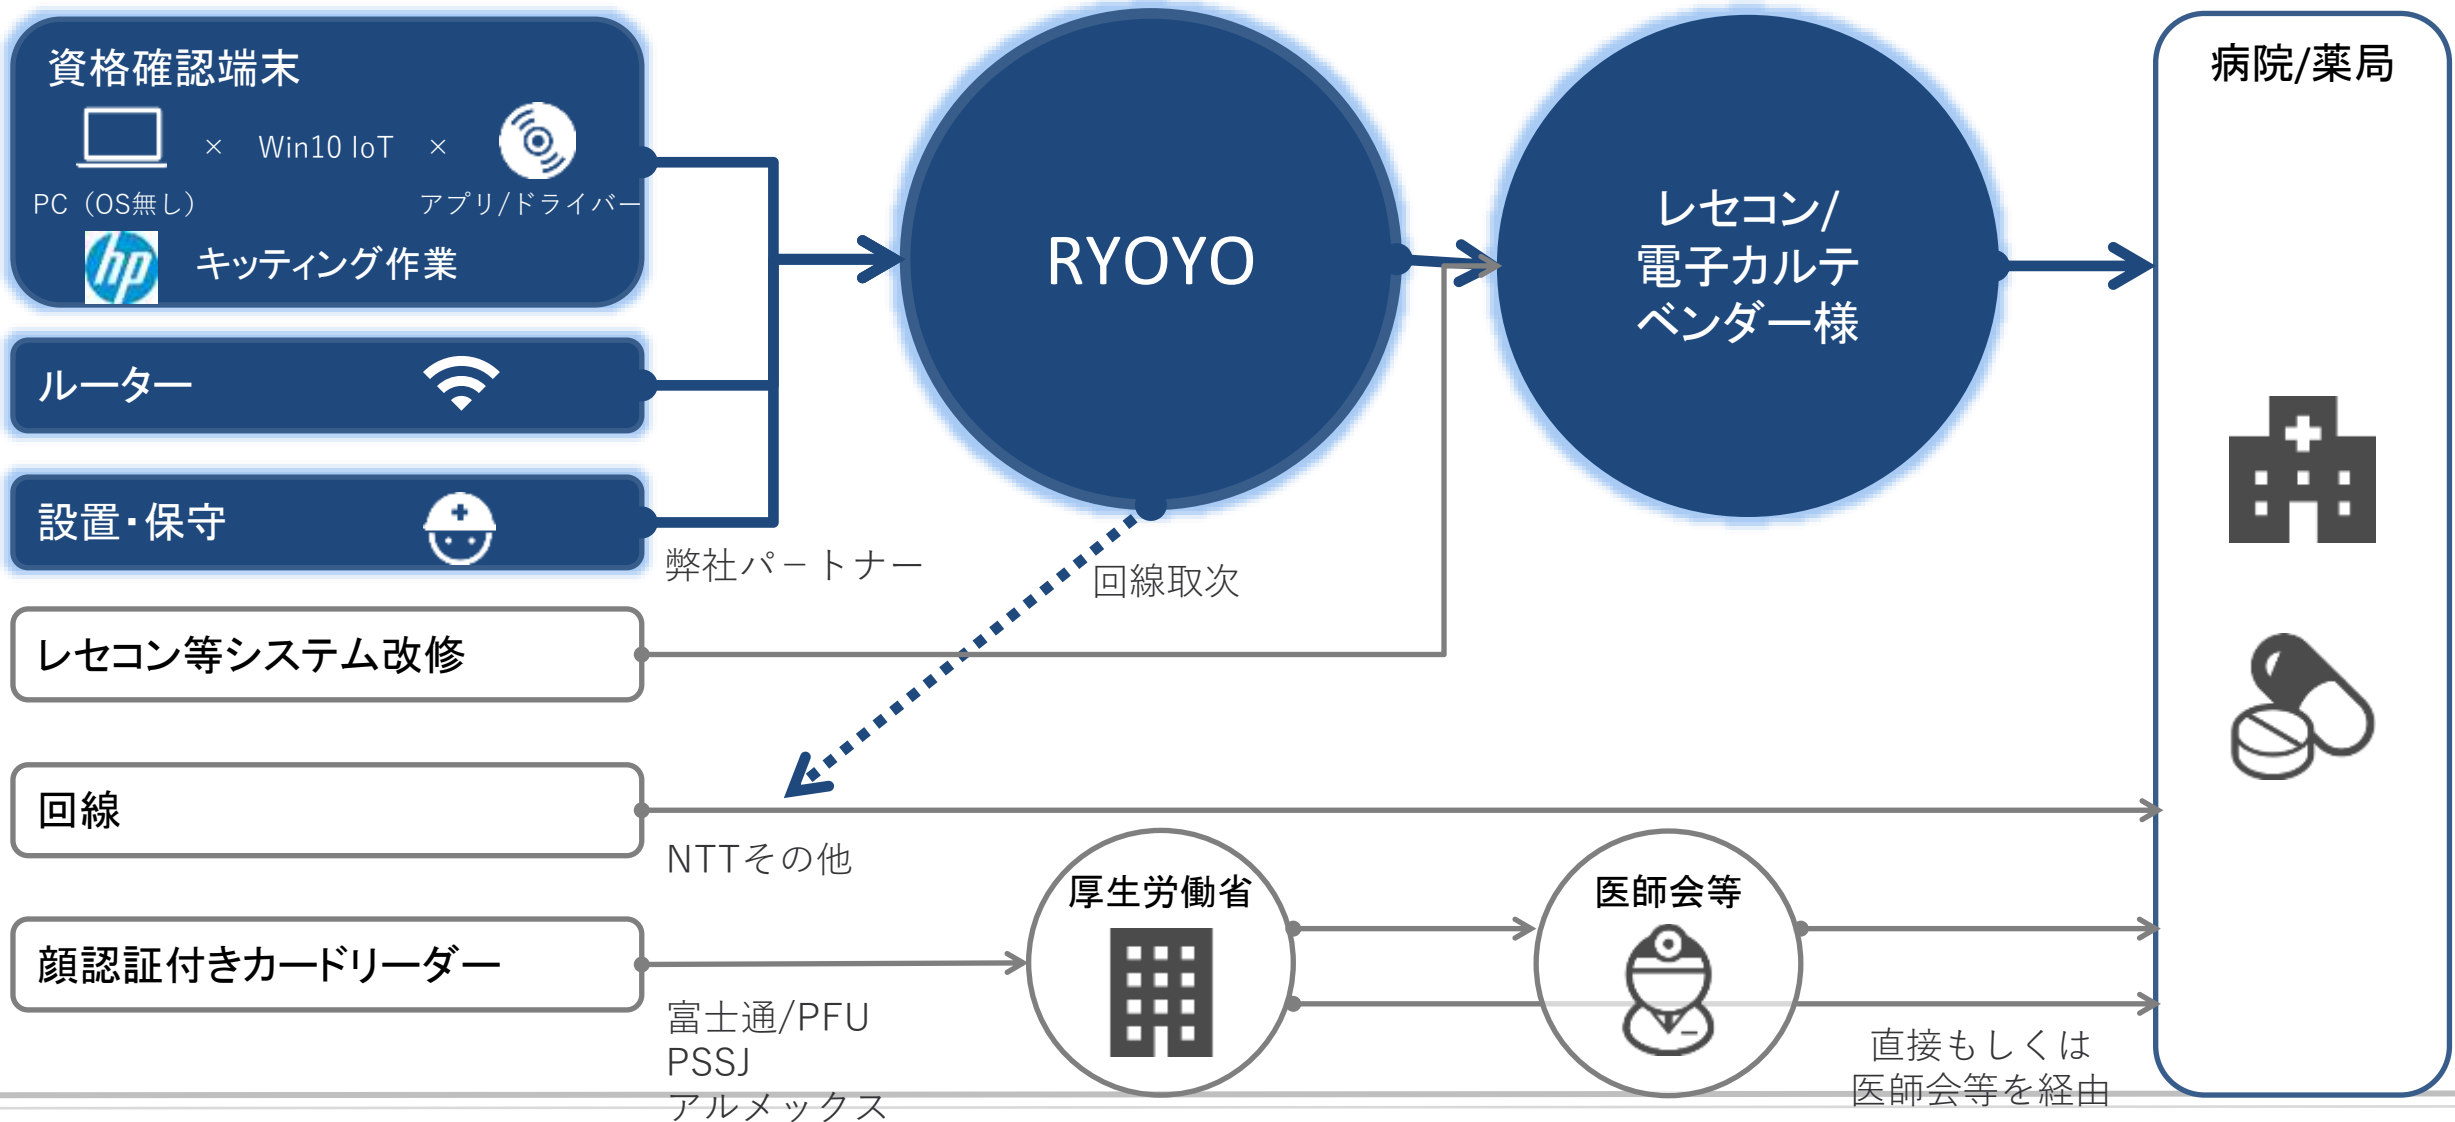 資格確認端末
× Win10 IoT ×
PC（OS無し）
アプリ/ドライバー
hp
キッティング作業
ルーター
設置・保守
弊社パートナー
RYOYO
回線取次
レセコン/
電子カルテ
ベンダー様
病院/薬局
レセコン等システム改修
回線
NTTその他
顔認証付きカードリーダー
富士通/PFU
PSSJ
アルメックス
厚生労働省
医師会等
直接もしくは
医師会等を経由